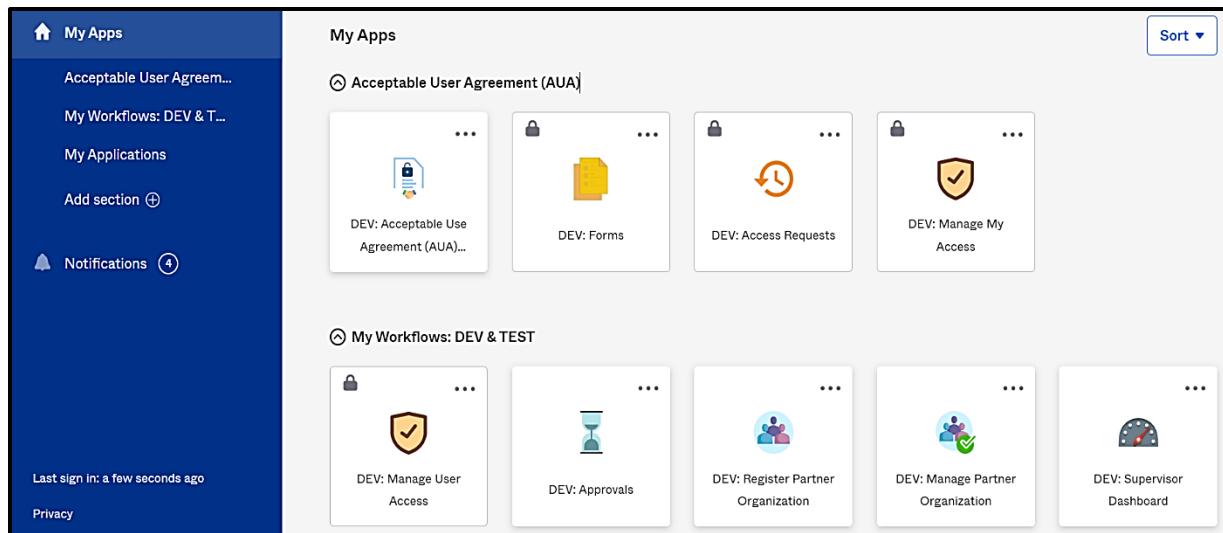 My Apps
Acceptable User Agreem...
My Workflows: DEV & T...
My Applications
Add section
Notifications 4
Last sign in: a few seconds ago
Privacy
My Apps
Sort
Acceptable User Agreement (AUA)
DEV: Acceptable Use
Agreement (AUA)...
DEV: Forms
DEV: Access Requests
DEV: Manage My
Access
My Workflows: DEV & TEST
DEV: Manage User
Access
DEV: Approvals
DEV: Register Partner
Organization
DEV: Manage Partner
Organization
DEV: Supervisor
Dashboard